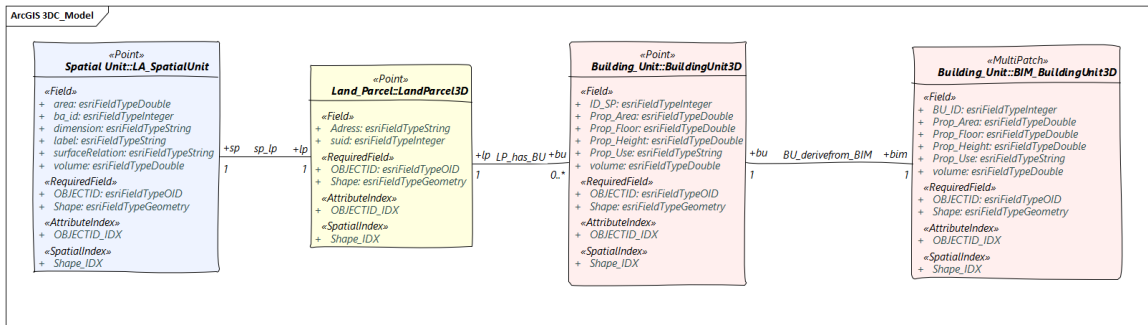 ArcGIS 3DC_Model
«Point»
Spatial Unit::LA_SpatialUnit
«Field»
+ area: esriFieldTypeDouble
+ ba_id: esriFieldTypeInteger
+ dimension: esriFieldTypeString
+ label: esriFieldTypeString
+ surfaceRelation: esriFieldTypeString
+ volume: esriFieldTypeDouble
«RequiredField»
+ OBJECTID: esriFieldTypeOID
+ Shape: esriFieldTypeGeometry
«AttributeIndex»
+ OBJECTID_IDX
«SpatialIndex»
+ Shape_IDX
+sp sp_lp +lp
1 1
«Point»
Land_Parcel::LandParcel3D
«Field»
+ Adress: esriFieldTypeString
+ suid: esriFieldTypeInteger
«RequiredField»
+ OBJECTID: esriFieldTypeOID
+ Shape: esriFieldTypeGeometry
«AttributeIndex»
+ OBJECTID_IDX
«SpatialIndex»
+ Shape_IDX
+lp LP_has_BU +bu
1 0..*
«Point»
Building_Unit::BuildingUnit3D
«Field»
+ ID_SP: esriFieldTypeInteger
+ Prop_Area: esriFieldTypeDouble
+ Prop_Floor: esriFieldTypeDouble
+ Prop_Height: esriFieldTypeDouble
+ Prop_Use: esriFieldTypeString
+ volume: esriFieldTypeDouble
«RequiredField»
+ OBJECTID: esriFieldTypeOID
+ Shape: esriFieldTypeGeometry
«AttributeIndex»
+ OBJECTID_IDX
«SpatialIndex»
+ Shape_IDX
+bu BU_derivefrom_BIM +bim
1 1
«MultiPatch»
Building_Unit::BIM_BuildingUnit3D
«Field»
+ BU_ID: esriFieldTypeInteger
+ Prop_Area: esriFieldTypeDouble
+ Prop_Floor: esriFieldTypeDouble
+ Prop_Height: esriFieldTypeDouble
+ Prop_Use: esriFieldTypeString
+ volume: esriFieldTypeDouble
«RequiredField»
+ OBJECTID: esriFieldTypeOID
+ Shape: esriFieldTypeGeometry
«AttributeIndex»
+ OBJECTID_IDX
«SpatialIndex»
+ Shape_IDX